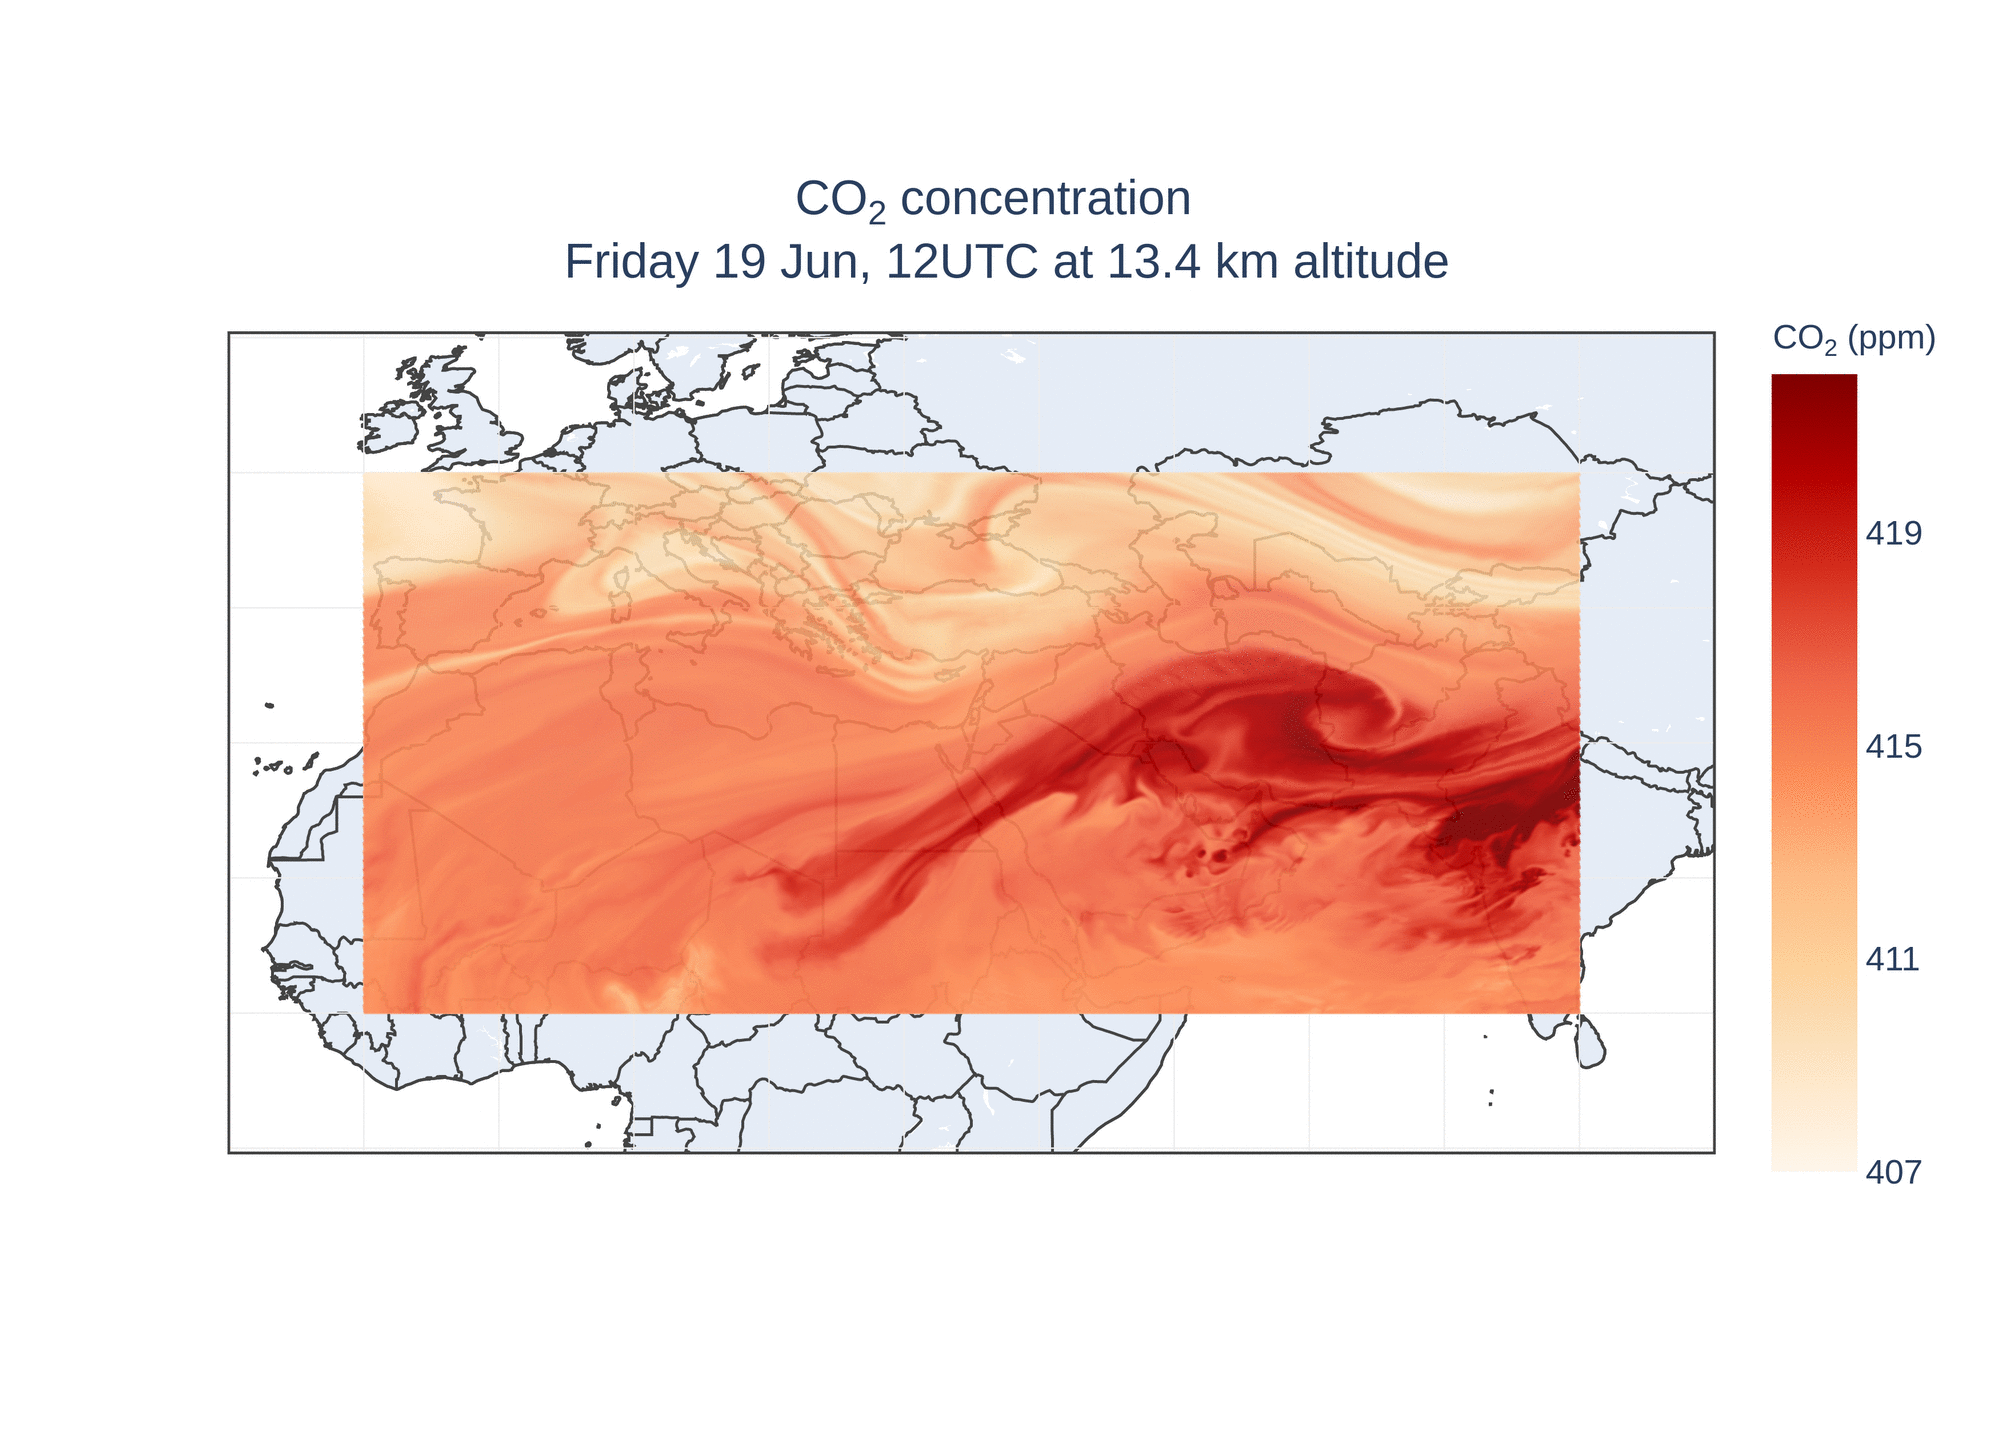 CO₂ concentration
Friday 19 Jun, 12UTC at 13.4 km altitude
CO₂ (ppm)
419
415
411
407